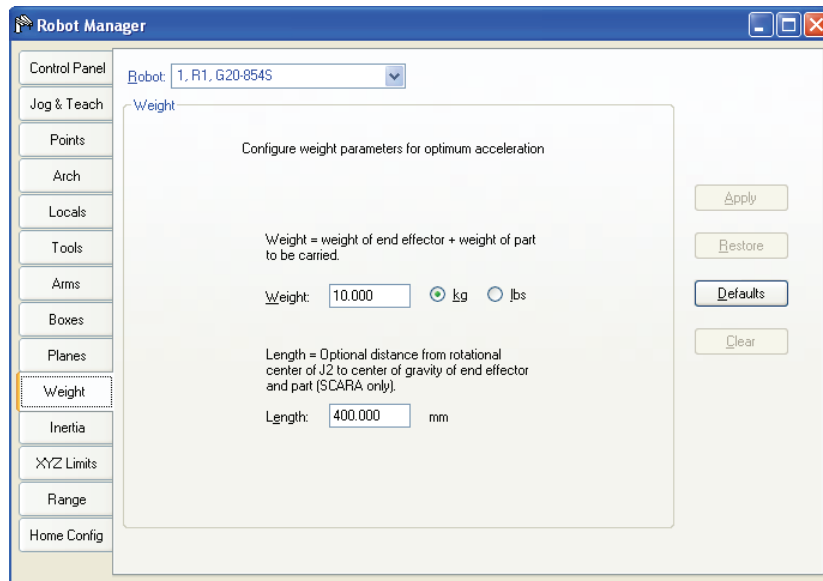 Robot Manager
Control Panel
Jog & Teach
Points
Arch
Locals
Tools
Arms
Boxes
Planes
Weight
Inertia
XYZ Limits
Range
Home Config
Robot: 1, R1, G20-854S
Weight
Configure weight parameters for optimum acceleration
Weight = weight of end effector + weight of part
to be carried.
Weight: 10.000 kg lbs
Length = Optional distance from rotational
center of J2 to center of gravity of end effector
and part (SCARA only).
Length: 400.000 mm
Apply
Restore
Defaults
Clear